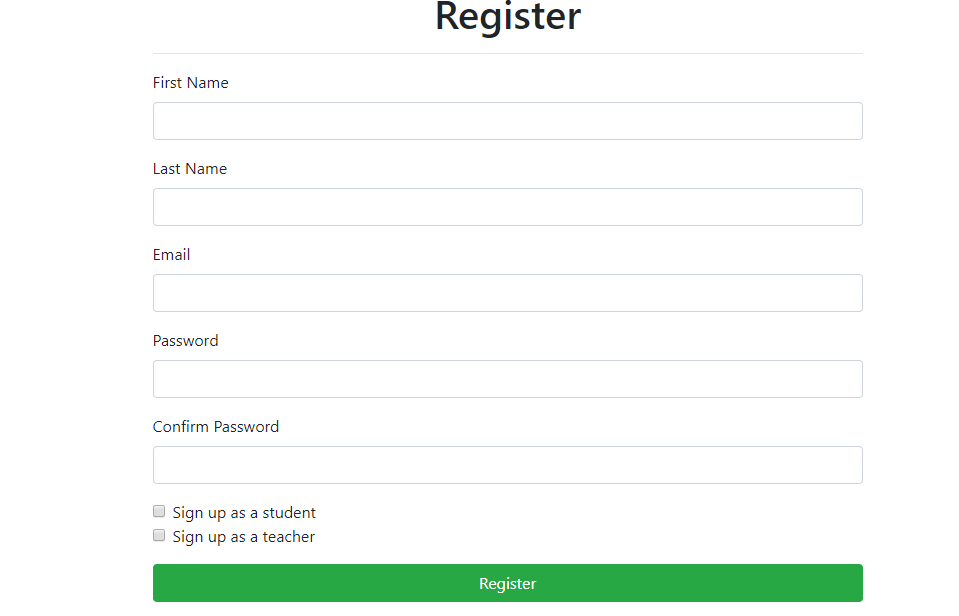 Register
First Name
Last Name
Email
Password
Confirm Password
Sign up as a student
Sign up as a teacher
Register